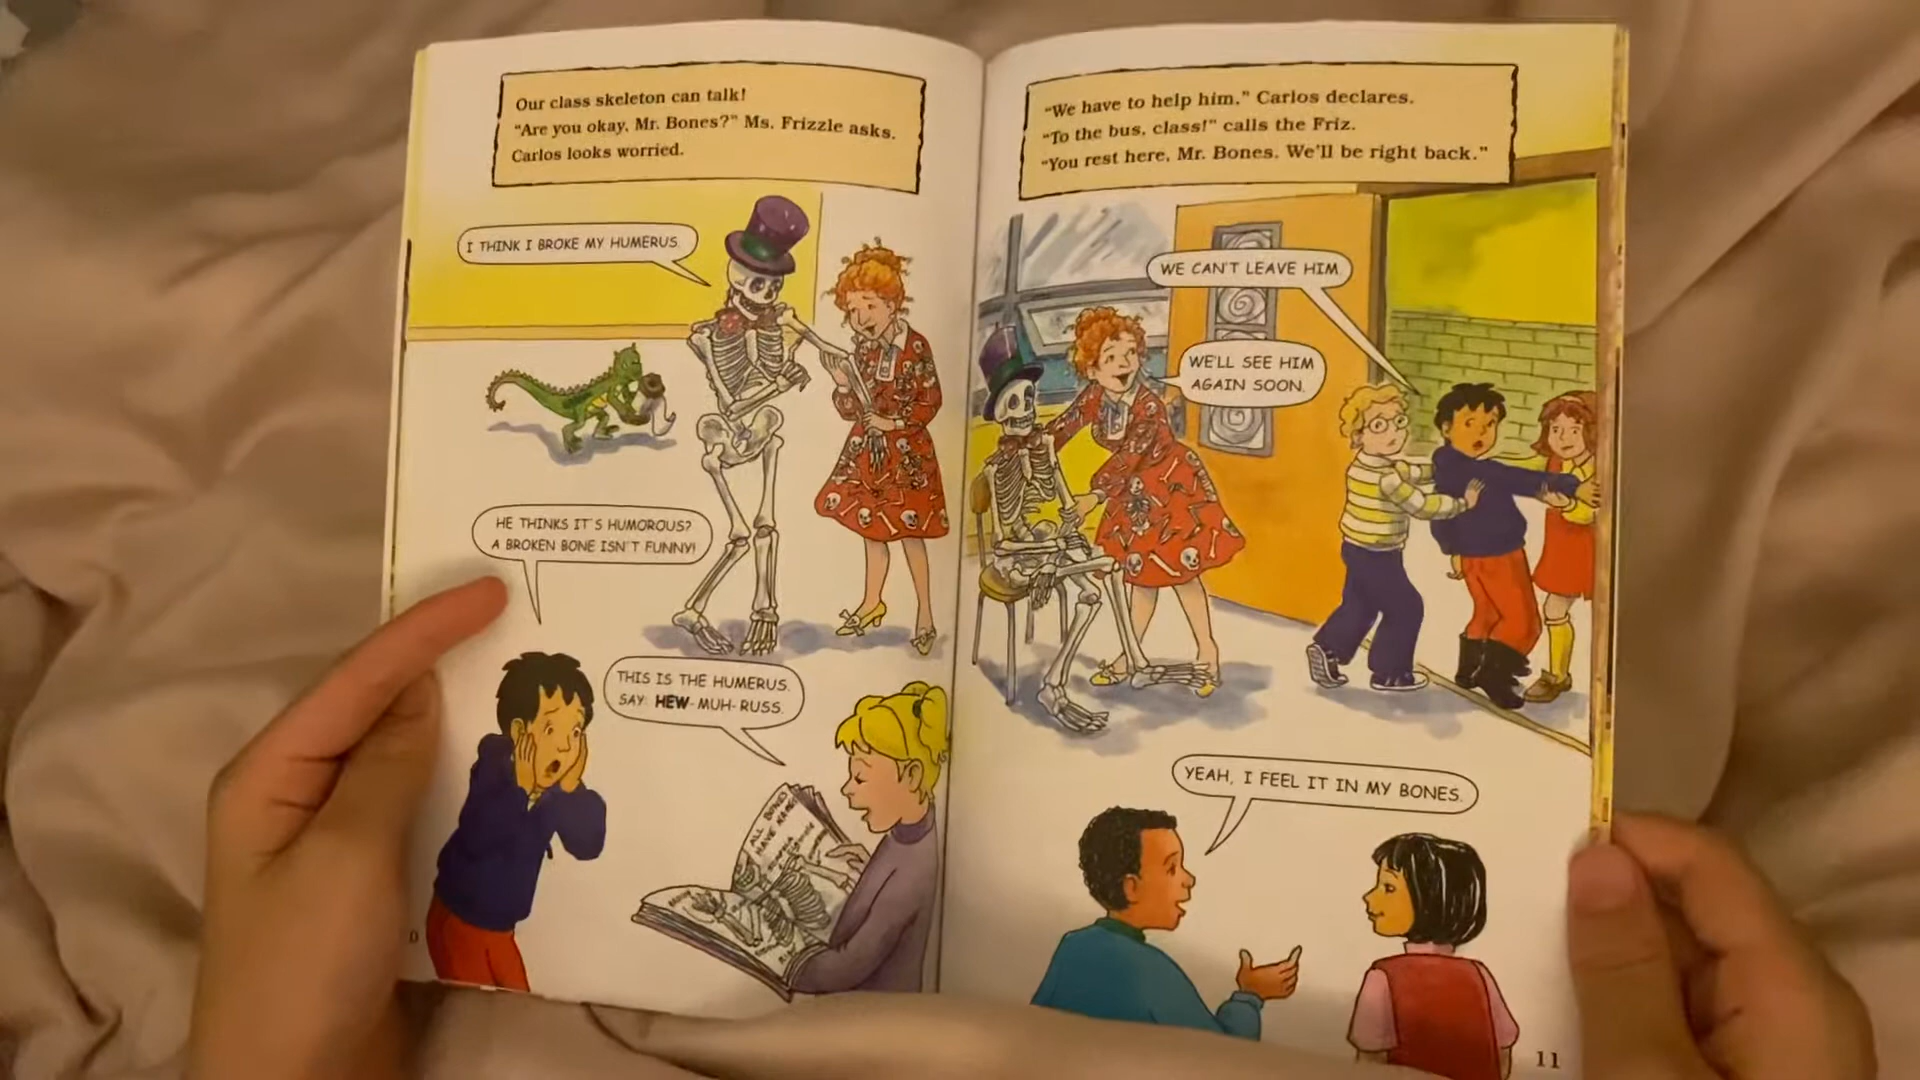 Our class skeleton can talk!
"Are you okay, Mr. Bones?" Ms. Frizzle asks.
Carlos looks worried.
I THINK I BROKE MY HUMERUS.
HE THINKS IT'S HUMOROUS?
A BROKEN BONE ISN'T FUNNY!
THIS IS THE HUMERUS.
SAY: HEW-MUH-RUSS.
ALL BONES
HAVE NAMES
0
"We have to help him," Carlos declares.
"To the bus, class!" calls the Friz.
"You rest here, Mr. Bones. We'll be right back."
WE CAN'T LEAVE HIM.
WE'LL SEE HIM
AGAIN SOON.
YEAH, I FEEL IT IN MY BONES.
11